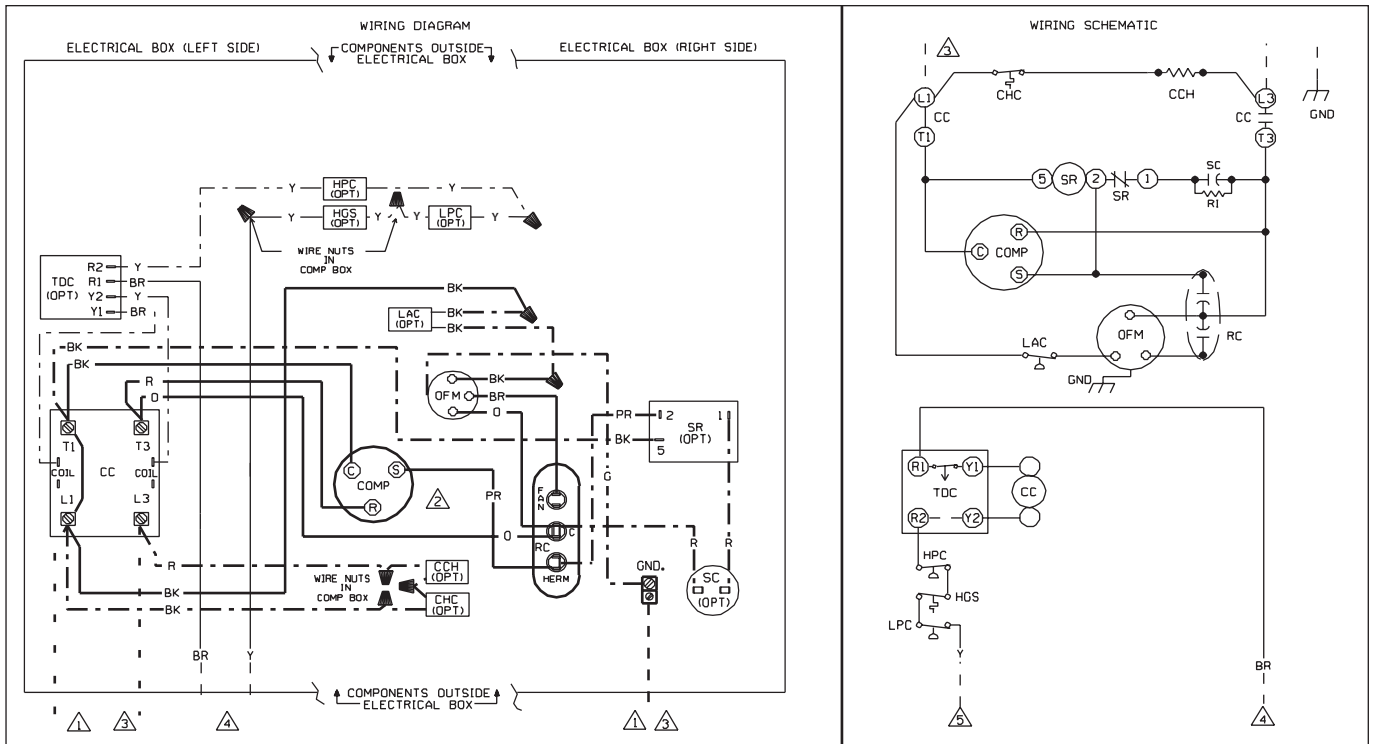 WIRING DIAGRAM
ELECTRICAL BOX (LEFT SIDE)
COMPONENTS OUTSIDE
ELECTRICAL BOX
ELECTRICAL BOX (RIGHT SIDE)
Y
HPC
(OPT)
Y
Y
HGS
(OPT)
Y
Y
LPC
(OPT)
Y
WIRE NUTS
IN
COMP BOX
TDC
(OPT)
R2
Y
R1
BR
Y2
Y
Y1
BR
BK
LAC
(OPT)
BK
BK
BK
BK
R
O
OFM
BK
BR
O
PR
2
1
SR
(OPT)
BK
5
T1
T3
COIL
CC
COIL
L1
L3
C
S
COMP
R
2
PR
G
FAN
C
O
RC
HERM
R
R
R
CCH
(OPT)
WIRE NUTS
IN
COMP BOX
CHC
(OPT)
BK
BK
GND.
SC
(OPT)
BR
Y
COMPONENTS OUTSIDE
ELECTRICAL BOX
1
3
4
1
3
WIRING SCHEMATIC
3
CHC
CCH
L1
CC
T1
L3
CC
T3
GND
5
SR
2
SR
1
SC
R1
R
C
COMP
S
OFM
RC
LAC
GND
R1
Y1
TDC
CC
R2
Y2
HPC
HGS
LPC
Y
BR
5
4